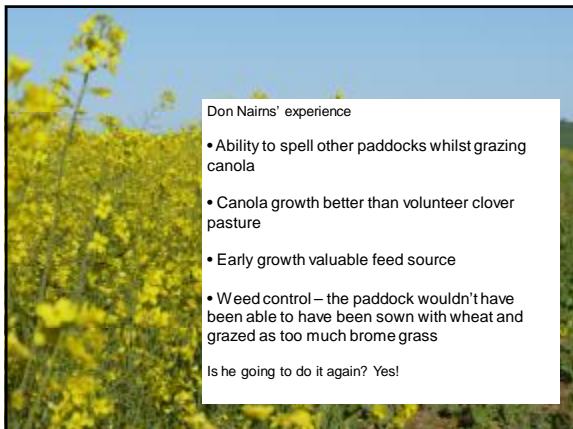 Don Nairns' experience
• Ability to spell other paddocks whilst grazing
canola
• Canola growth better than volunteer clover
pasture
• Early growth valuable feed source
• Weed control – the paddock wouldn't have
been able to have been sown with wheat and
grazed as too much brome grass
Is he going to do it again? Yes!